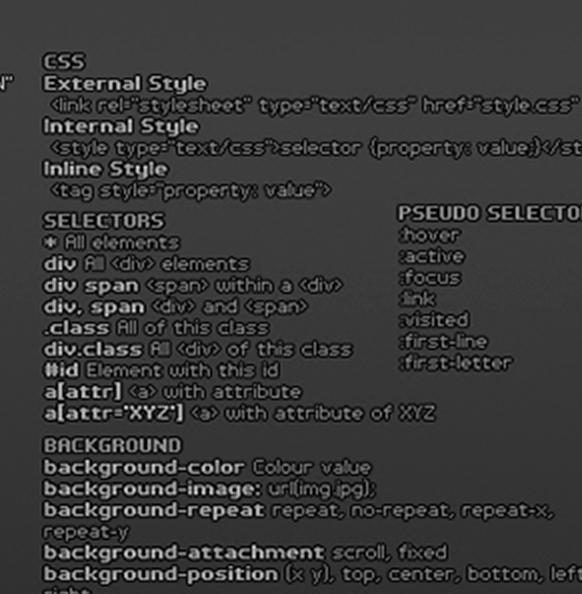 N"
CSS
External Style
<link rel="stylesheet" type="text/css" href="style.css"
Internal Style
<style type="text/css">selector {property: value;}</st
Inline Style
<tag style="property: value">
SELECTORS
* All elements
div All <div> elements
div span <span> within a <div>
div, span <div> and <span>
.class All of this class
div.class All <div> of this class
#id Element with this id
a[attr] <a> with attribute
a[attr='XYZ'] <a> with attribute of XYZ
PSEUDO SELECTO
:hover
:active
:focus
:link
:visited
:first-line
:first-letter
BACKGROUND
background-color Colour value
background-image: url(img.jpg);
background-repeat repeat, no-repeat, repeat-x,
repeat-y
background-attachment scroll, fixed
background-position (x y), top, center, bottom, left
right